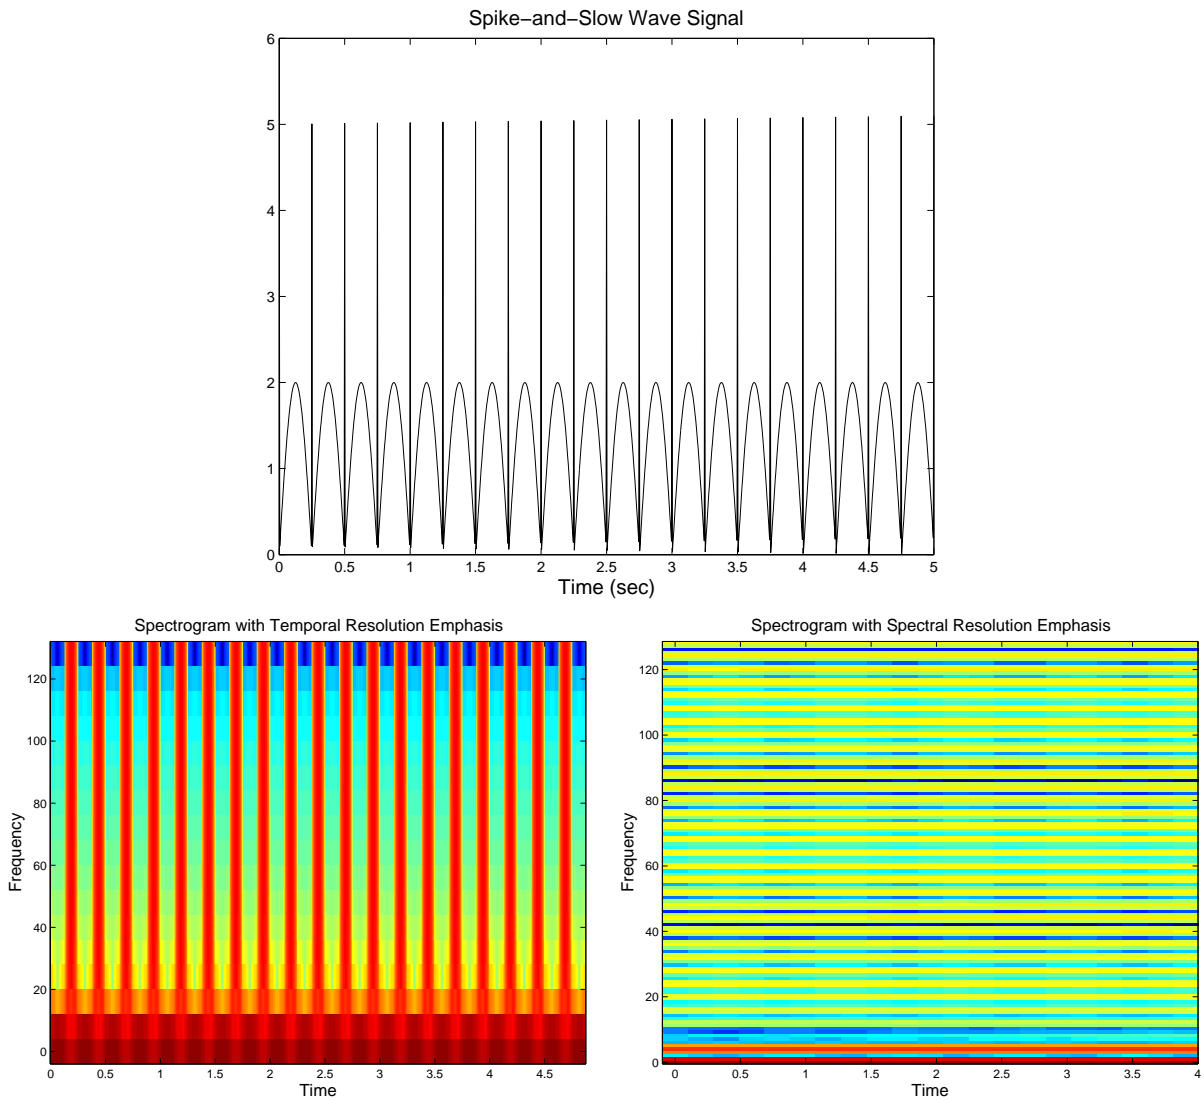 Spike−and−Slow Wave Signal
6
5
4
3
2
1
0
0 0.5 1 1.5 2 2.5 3 3.5 4 4.5 5
Time (sec)
Spectrogram with Temporal Resolution Emphasis
Frequency
120
100
80
60
40
20
0
0 0.5 1 1.5 2 2.5 3 3.5 4 4.5
Time
Spectrogram with Spectral Resolution Emphasis
Frequency
120
100
80
60
40
20
0
0 0.5 1 1.5 2 2.5 3 3.5 4
Time